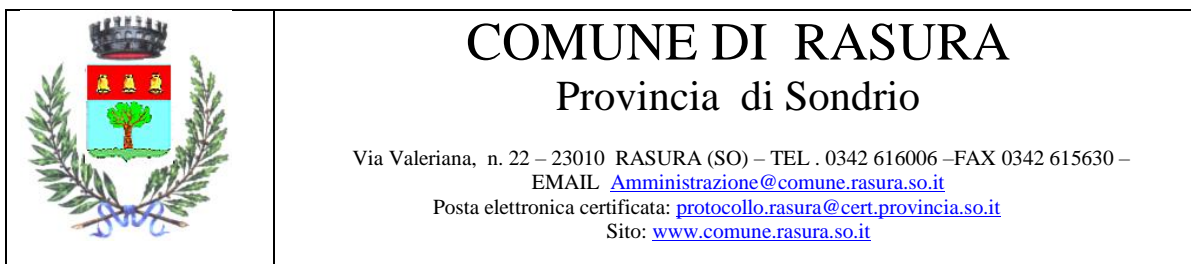 COMUNE DI RASURA
Provincia di Sondrio
Via Valeriana, n. 22 – 23010 RASURA (SO) – TEL . 0342 616006 –FAX 0342 615630 –
EMAIL Amministrazione@comune.rasura.so.it
Posta elettronica certificata: protocollo.rasura@cert.provincia.so.it
Sito: www.comune.rasura.so.it